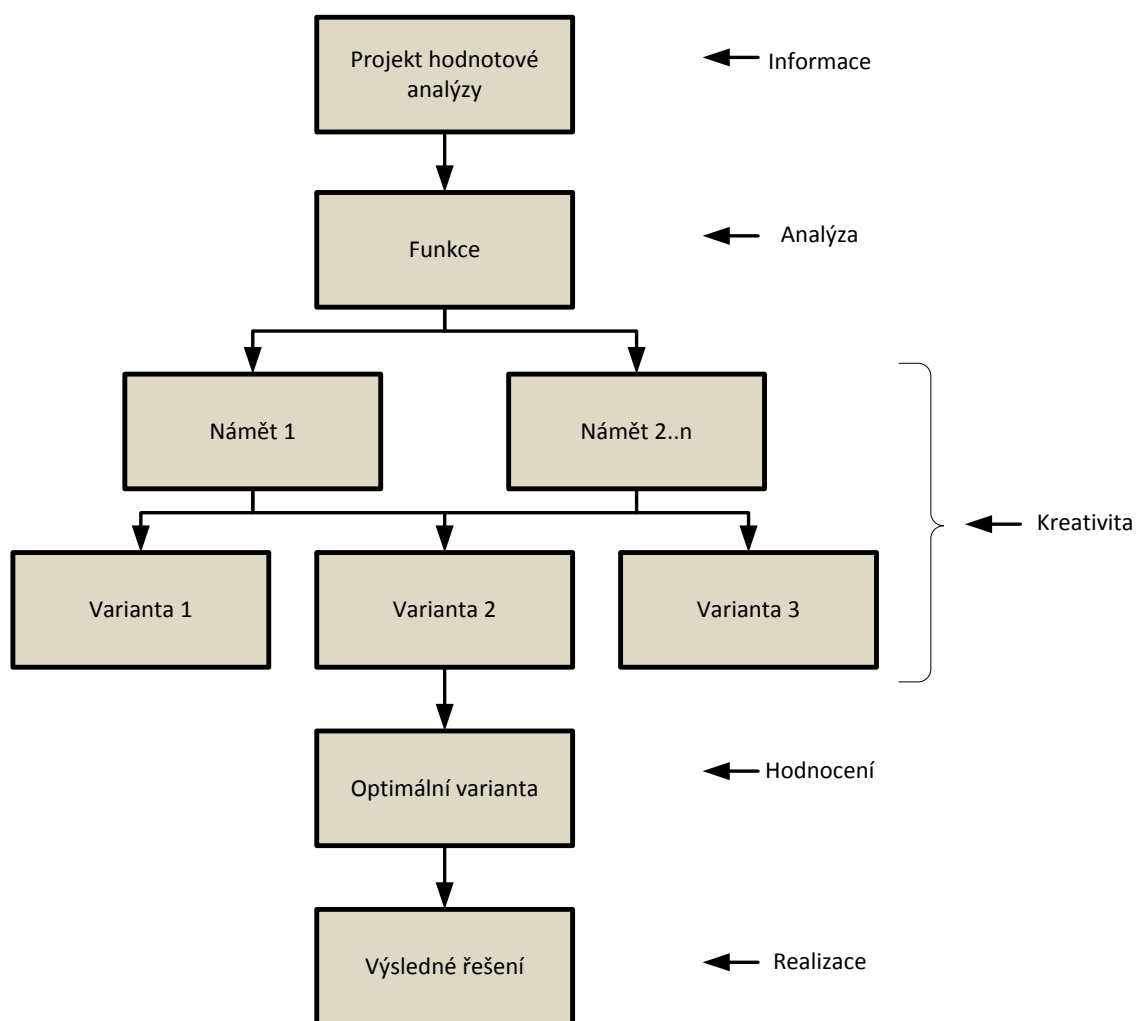 Projekt hodnotové
analýzy
Informace
Funkce
Analýza
Námět 1
Námět 2..n
Kreativita
Varianta 1
Varianta 2
Varianta 3
Optimální varianta
Hodnocení
Výsledné řešení
Realizace